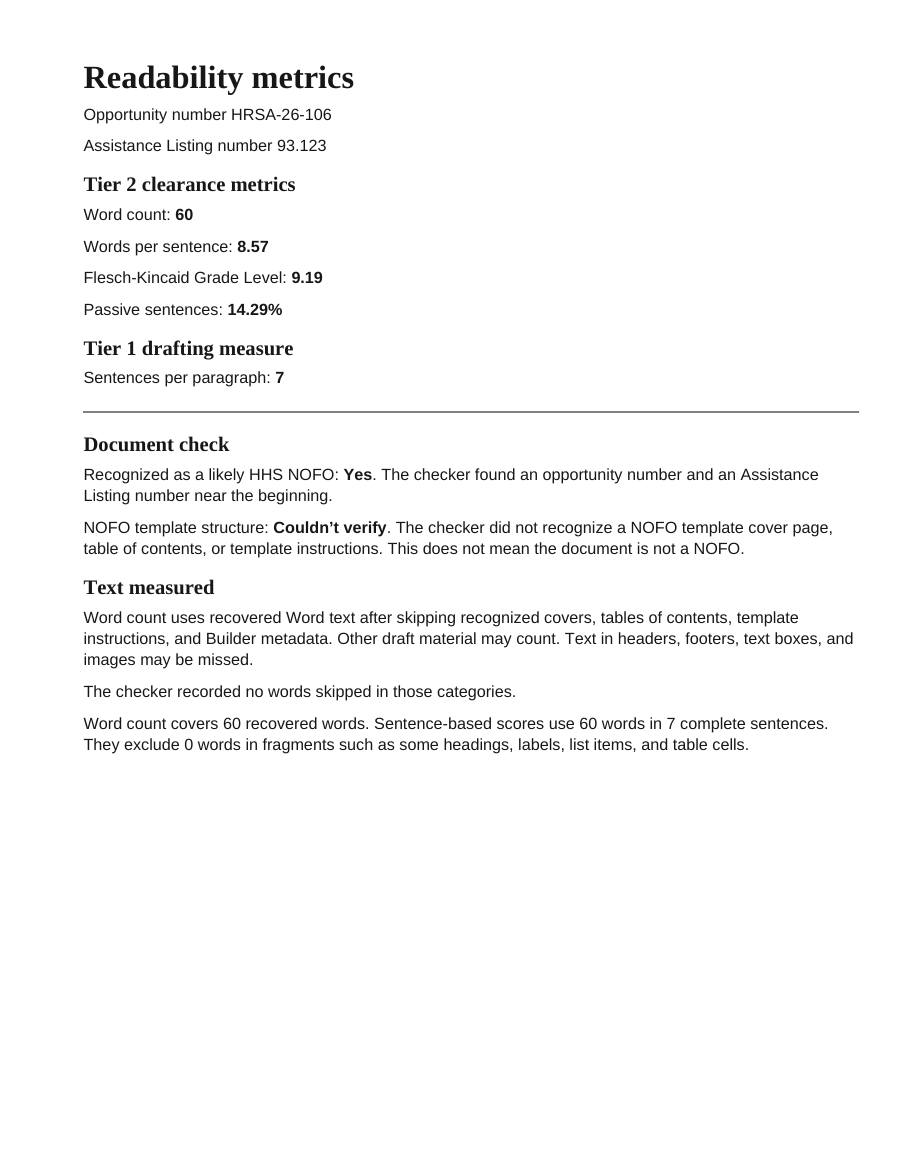 Readability metrics
Opportunity number HRSA-26-106
Assistance Listing number 93.123
Tier 2 clearance metrics
Word count: 60
Words per sentence: 8.57
Flesch-Kincaid Grade Level: 9.19
Passive sentences: 14.29%
Tier 1 drafting measure
Sentences per paragraph: 7
Document check
Recognized as a likely HHS NOFO: Yes. The checker found an opportunity number and an Assistance
Listing number near the beginning.
NOFO template structure: Couldn’t verify. The checker did not recognize a NOFO template cover page,
table of contents, or template instructions. This does not mean the document is not a NOFO.
Text measured
Word count uses recovered Word text after skipping recognized covers, tables of contents, template
instructions, and Builder metadata. Other draft material may count. Text in headers, footers, text boxes, and
images may be missed.
The checker recorded no words skipped in those categories.
Word count covers 60 recovered words. Sentence-based scores use 60 words in 7 complete sentences.
They exclude 0 words in fragments such as some headings, labels, list items, and table cells.